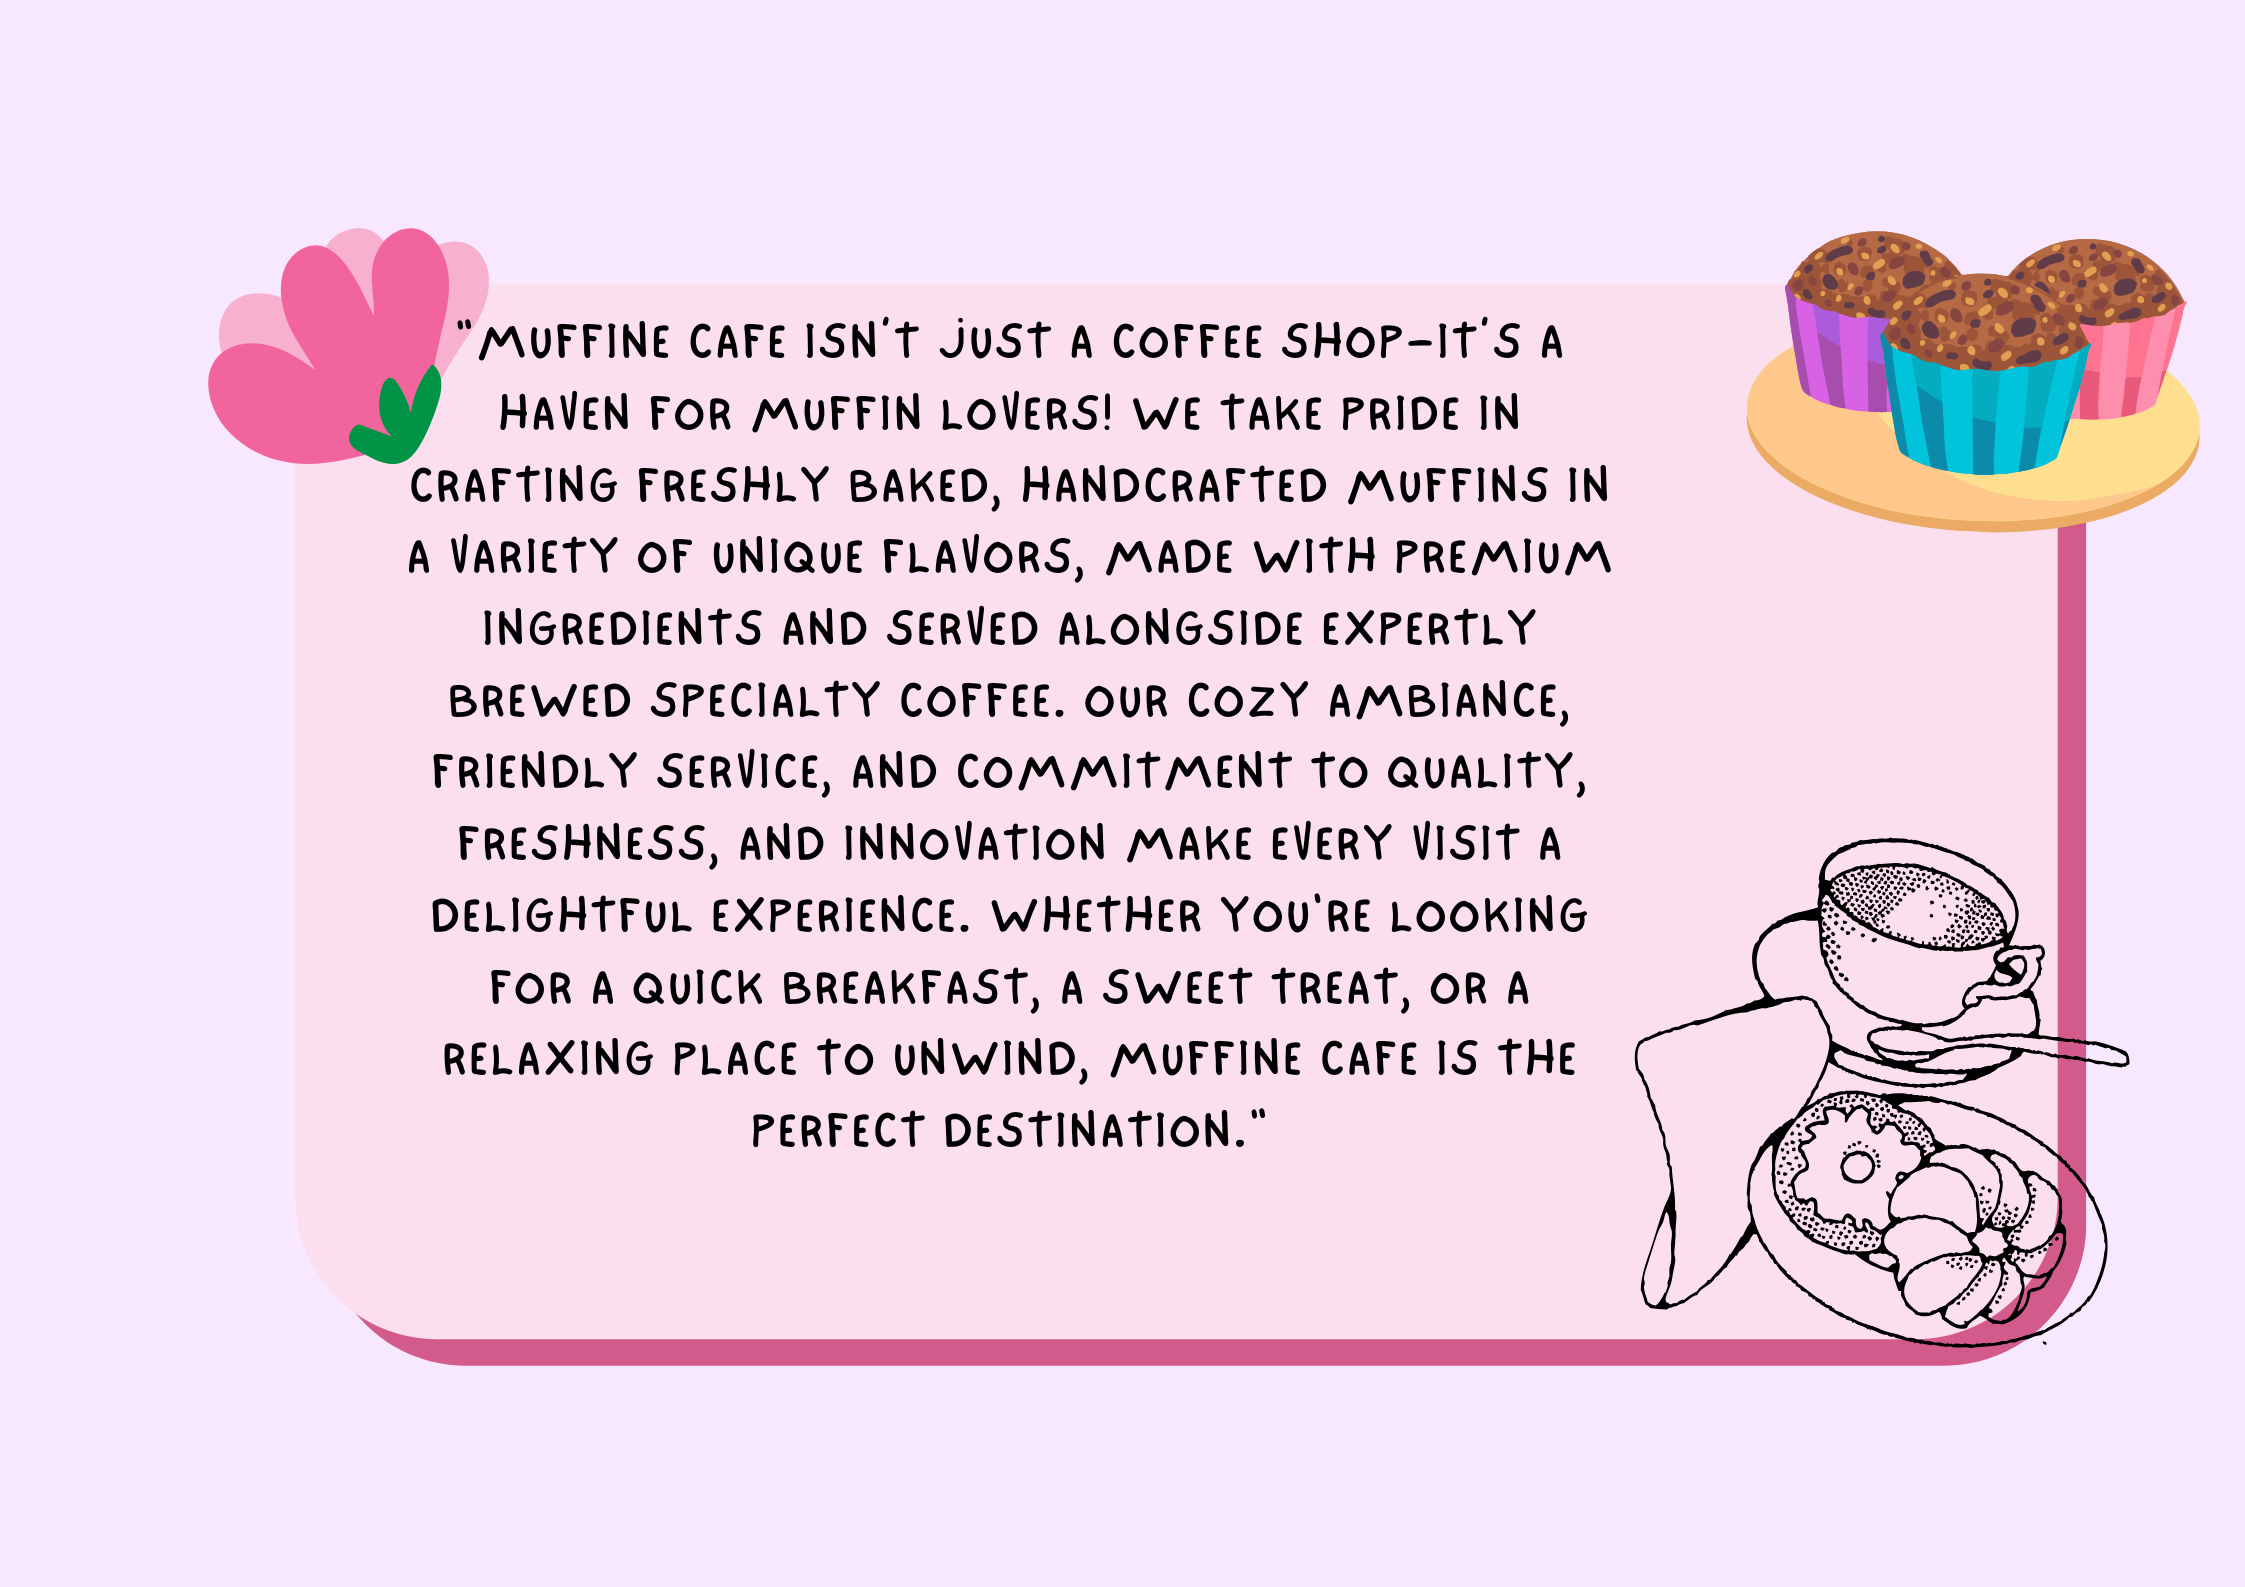 "MUFFINE CAFE ISN'T JUST A COFFEE SHOP–IT'S A
HAVEN FOR MUFFIN LOVERS! WE TAKE PRIDE IN
CRAFTING FRESHLY BAKED, HANDCRAFTED MUFFINS IN
A VARIETY OF UNIQUE FLAVORS, MADE WITH PREMIUM
INGREDIENTS AND SERVED ALONGSIDE EXPERTLY
BREWED SPECIALTY COFFEE. OUR COZY AMBIANCE,
FRIENDLY SERVICE, AND COMMITMENT TO QUALITY,
FRESHNESS, AND INNOVATION MAKE EVERY VISIT A
DELIGHTFUL EXPERIENCE. WHETHER YOU'RE LOOKING
FOR A QUICK BREAKFAST, A SWEET TREAT, OR A
RELAXING PLACE TO UNWIND, MUFFINE CAFE IS THE
PERFECT DESTINATION."